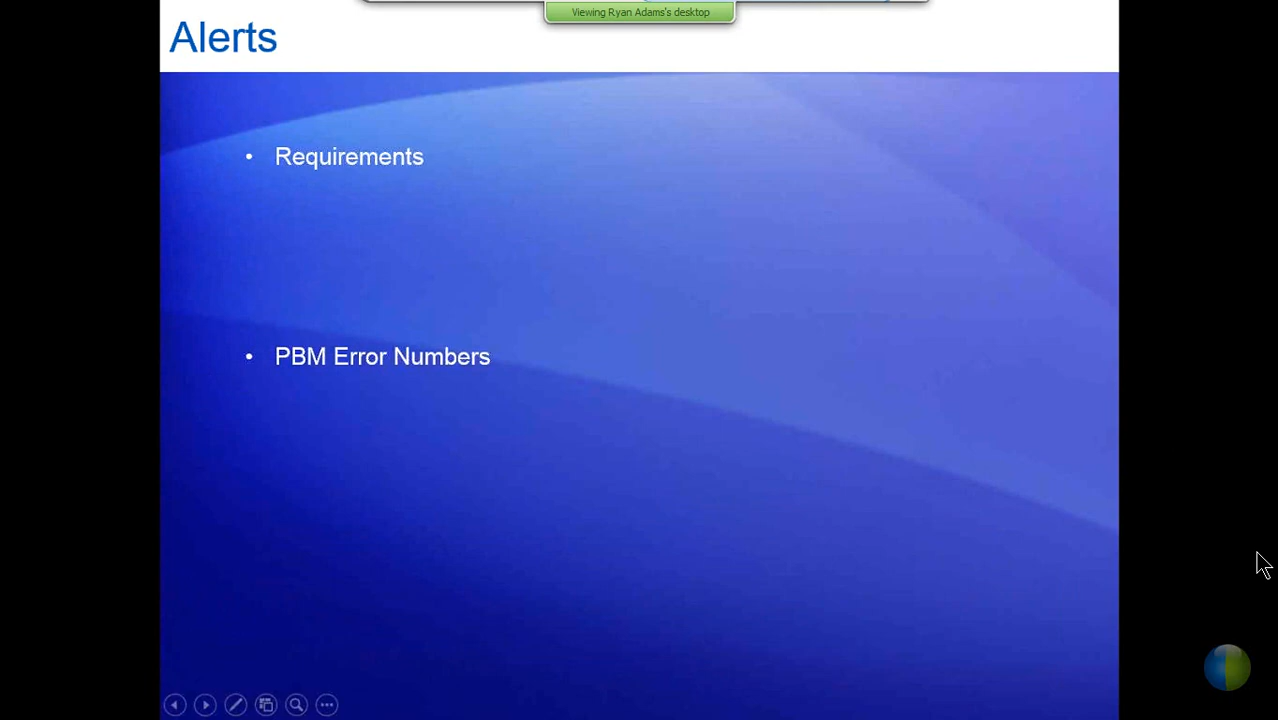 Viewing Ryan Adams's desktop
Alerts
• Requirements
• PBM Error Numbers